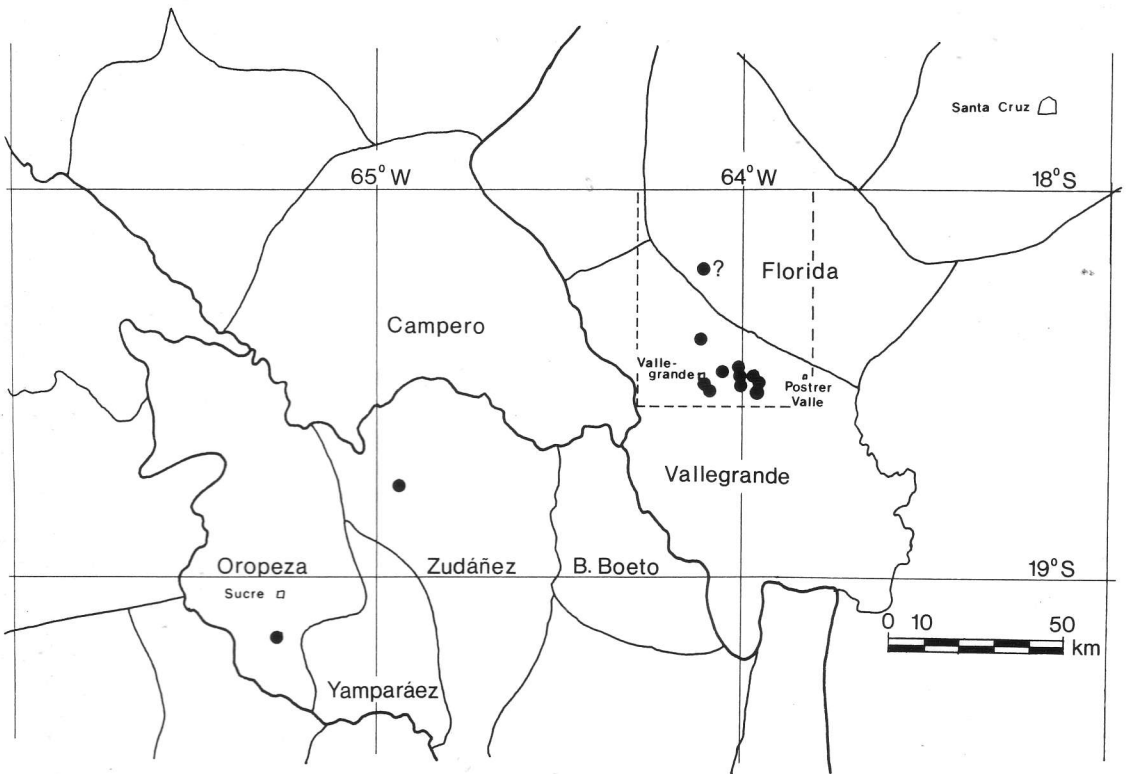 Santa Cruz
65° W
64° W
18° S
?
Florida
Campero
Valle-
grande
Postrer
Valle
Vallegrande
Oropeza
Zudáñez
B. Boeto
19° S
Sucre
0 10 50
km
Yamparáez